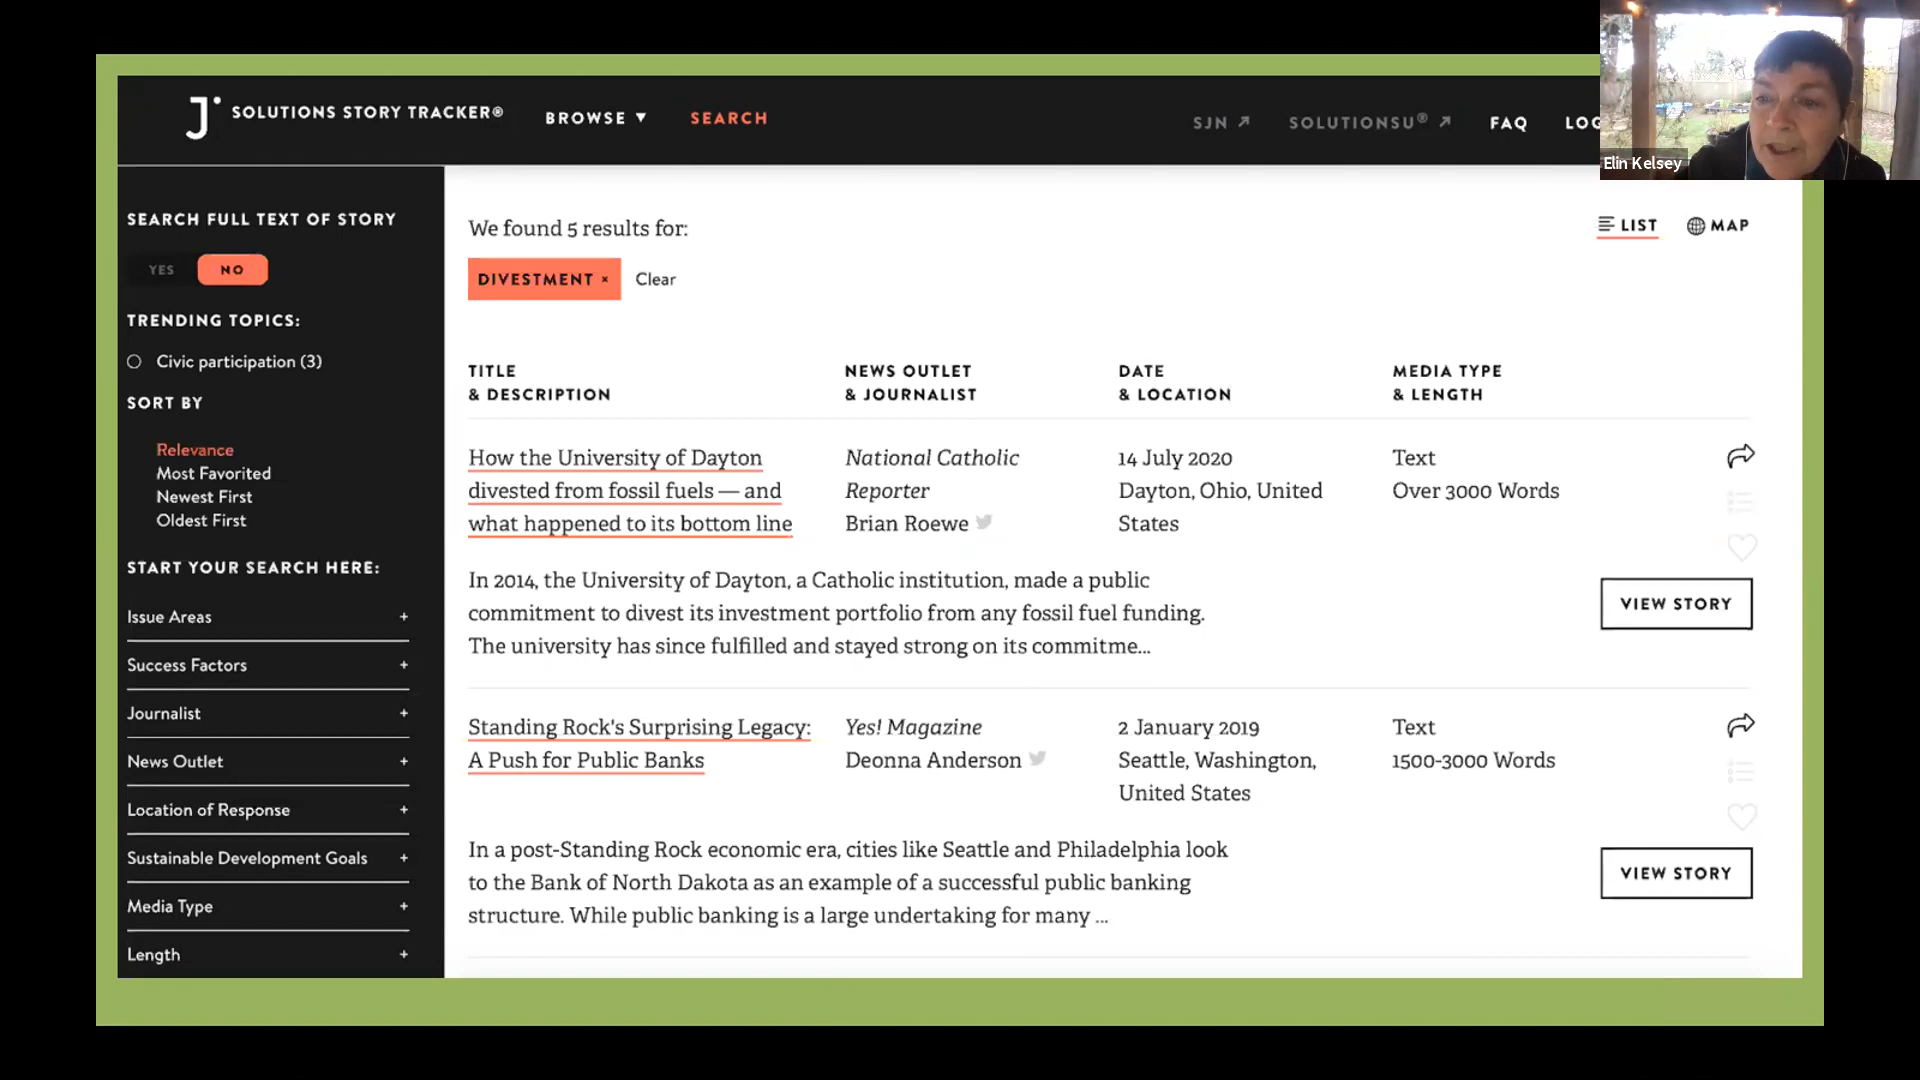 J SOLUTIONS STORY TRACKER®
BROWSE ▼
SEARCH
SJN ↗
SOLUTIONSU® ↗
FAQ
Elin Kelsey
SEARCH FULL TEXT OF STORY
YES NO
TRENDING TOPICS:
Civic participation (3)
SORT BY
Relevance
Most Favorited
Newest First
Oldest First
START YOUR SEARCH HERE:
Issue Areas +
Success Factors +
Journalist +
News Outlet +
Location of Response +
Sustainable Development Goals +
Media Type +
Length +
We found 5 results for:
LIST
MAP
DIVESTMENT × Clear
TITLE
& DESCRIPTION
NEWS OUTLET
& JOURNALIST
DATE
& LOCATION
MEDIA TYPE
& LENGTH
How the University of Dayton
divested from fossil fuels — and
what happened to its bottom line
National Catholic
Reporter
Brian Roewe
14 July 2020
Dayton, Ohio, United
States
Text
Over 3000 Words
In 2014, the University of Dayton, a Catholic institution, made a public
commitment to divest its investment portfolio from any fossil fuel funding.
The university has since fulfilled and stayed strong on its commitme...
VIEW STORY
Standing Rock's Surprising Legacy:
A Push for Public Banks
Yes! Magazine
Deonna Anderson
2 January 2019
Seattle, Washington,
United States
Text
1500-3000 Words
In a post-Standing Rock economic era, cities like Seattle and Philadelphia look
to the Bank of North Dakota as an example of a successful public banking
structure. While public banking is a large undertaking for many ...
VIEW STORY